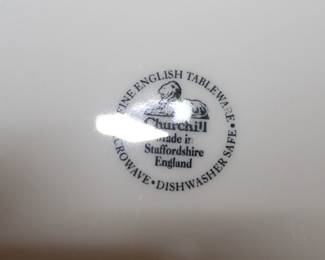 FINE ENGLISH TABLEWARE •
Churchill
Made in
Staffordshire
England
CROWAVE • DISHWASHER SAFE •